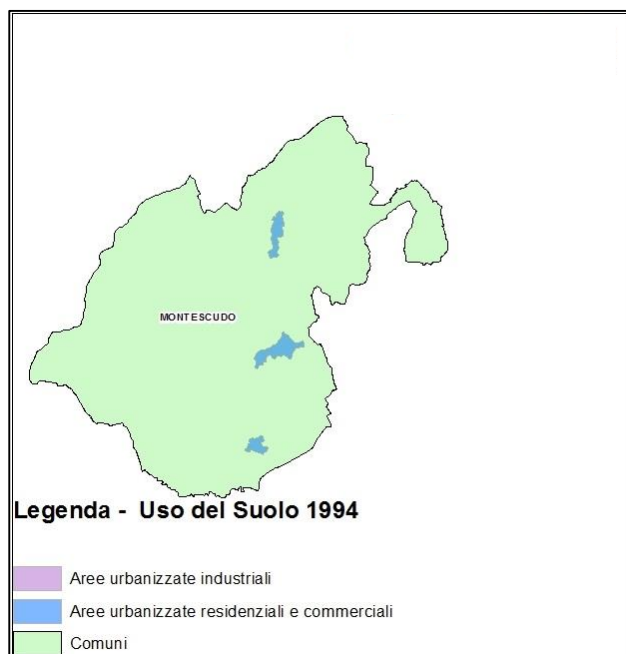 MONTESCUDO
Legenda - Uso del Suolo 1994
Aree urbanizzate industriali
Aree urbanizzate residenziali e commerciali
Comuni